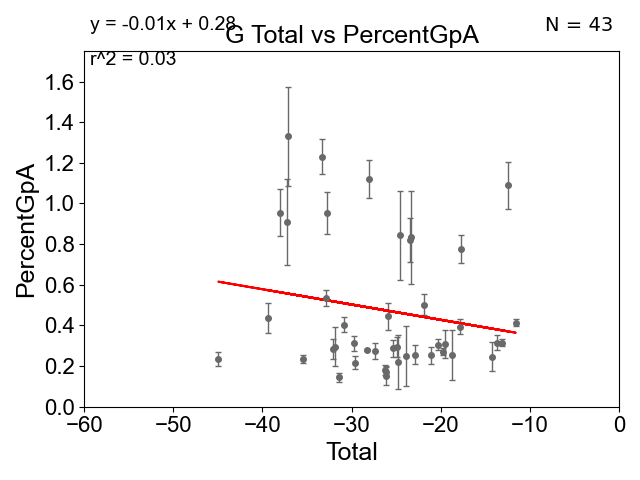 y = -0.01x + 0.28
G Total vs PercentGpA
N = 43
r^2 = 0.03
PercentGpA
1.6
1.4
1.2
1.0
0.8
0.6
0.4
0.2
0.0
−60 −50 −40 −30 −20 −10 0
Total